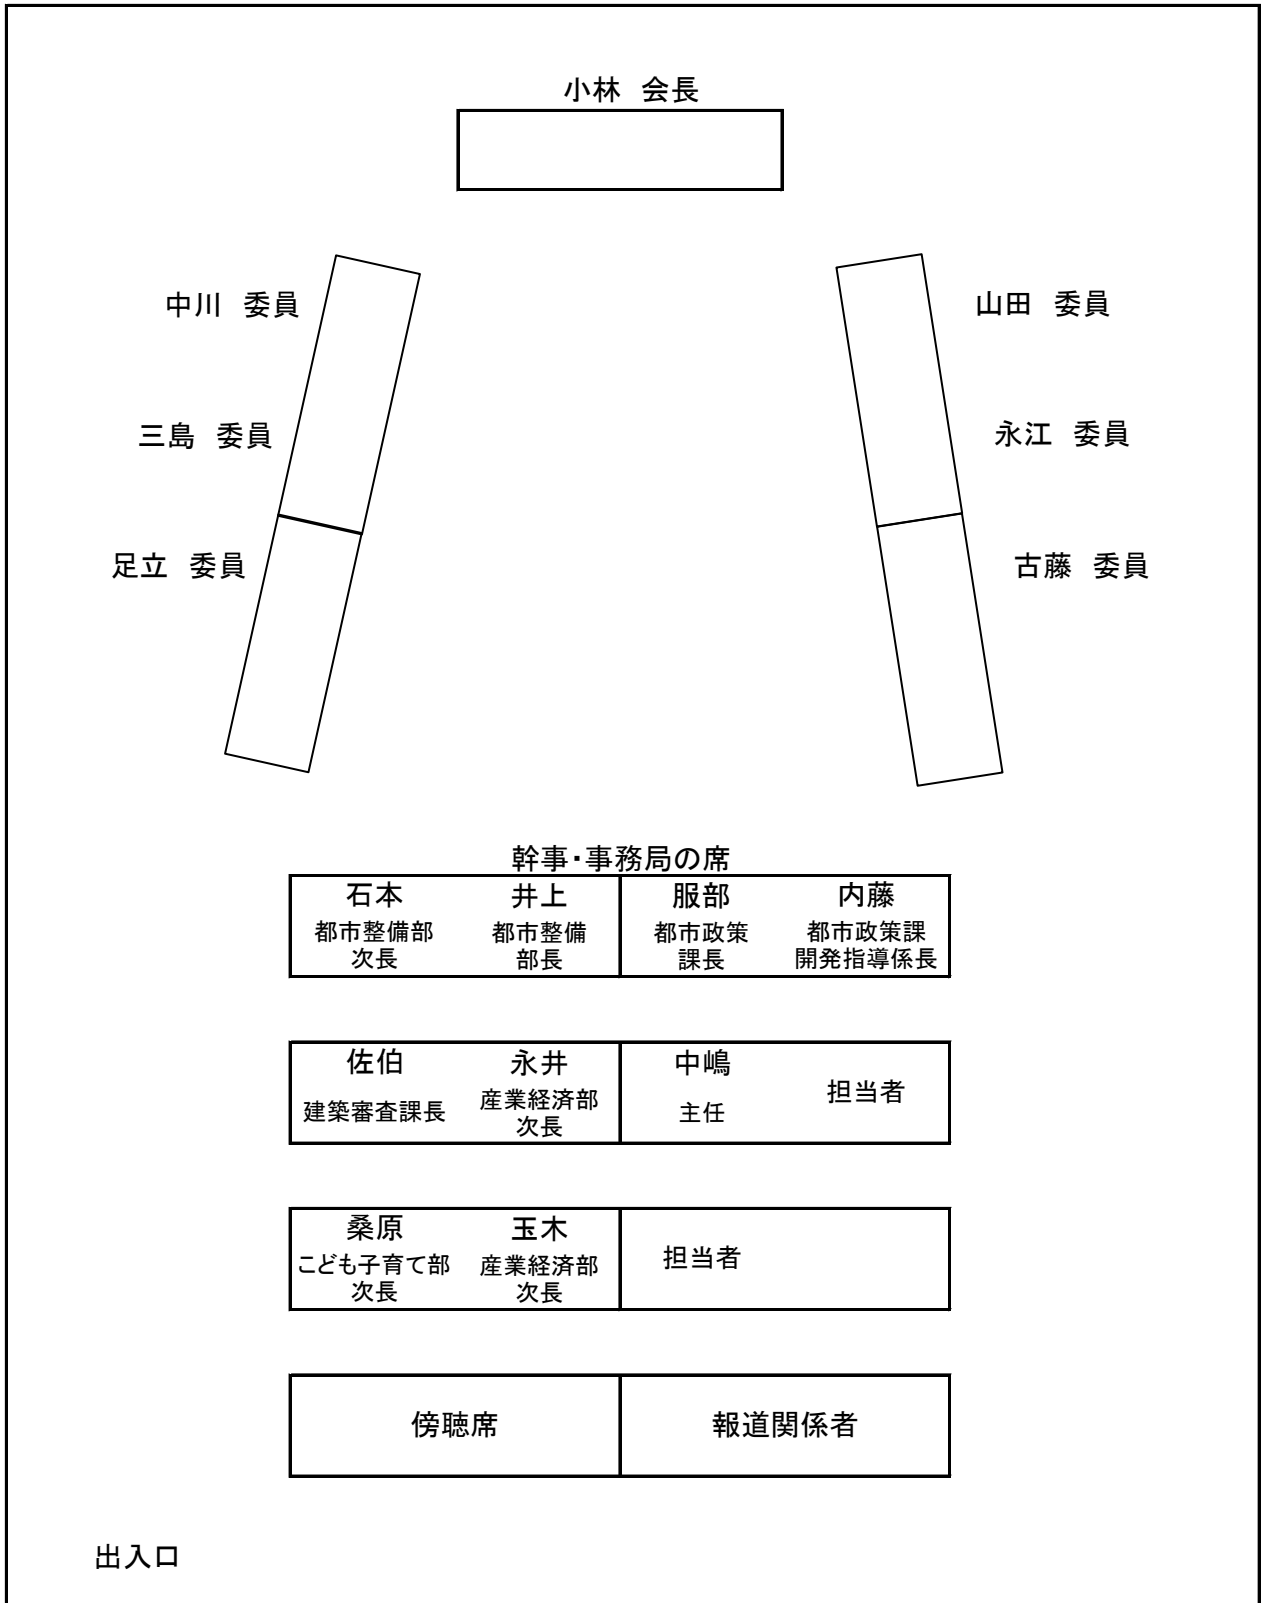 小林　会長
中川　委員
山田　委員
三島　委員
永江　委員
足立　委員
古藤　委員
幹事・事務局の席
石本
都市整備部
次長
井上
都市整備
部長
服部
都市政策
課長
内藤
都市政策課
開発指導係長
佐伯
建築審査課長
永井
産業経済部
次長
中嶋
主任
担当者
桑原
こども子育て部
次長
玉木
産業経済部
次長
担当者
傍聴席
報道関係者
出入口